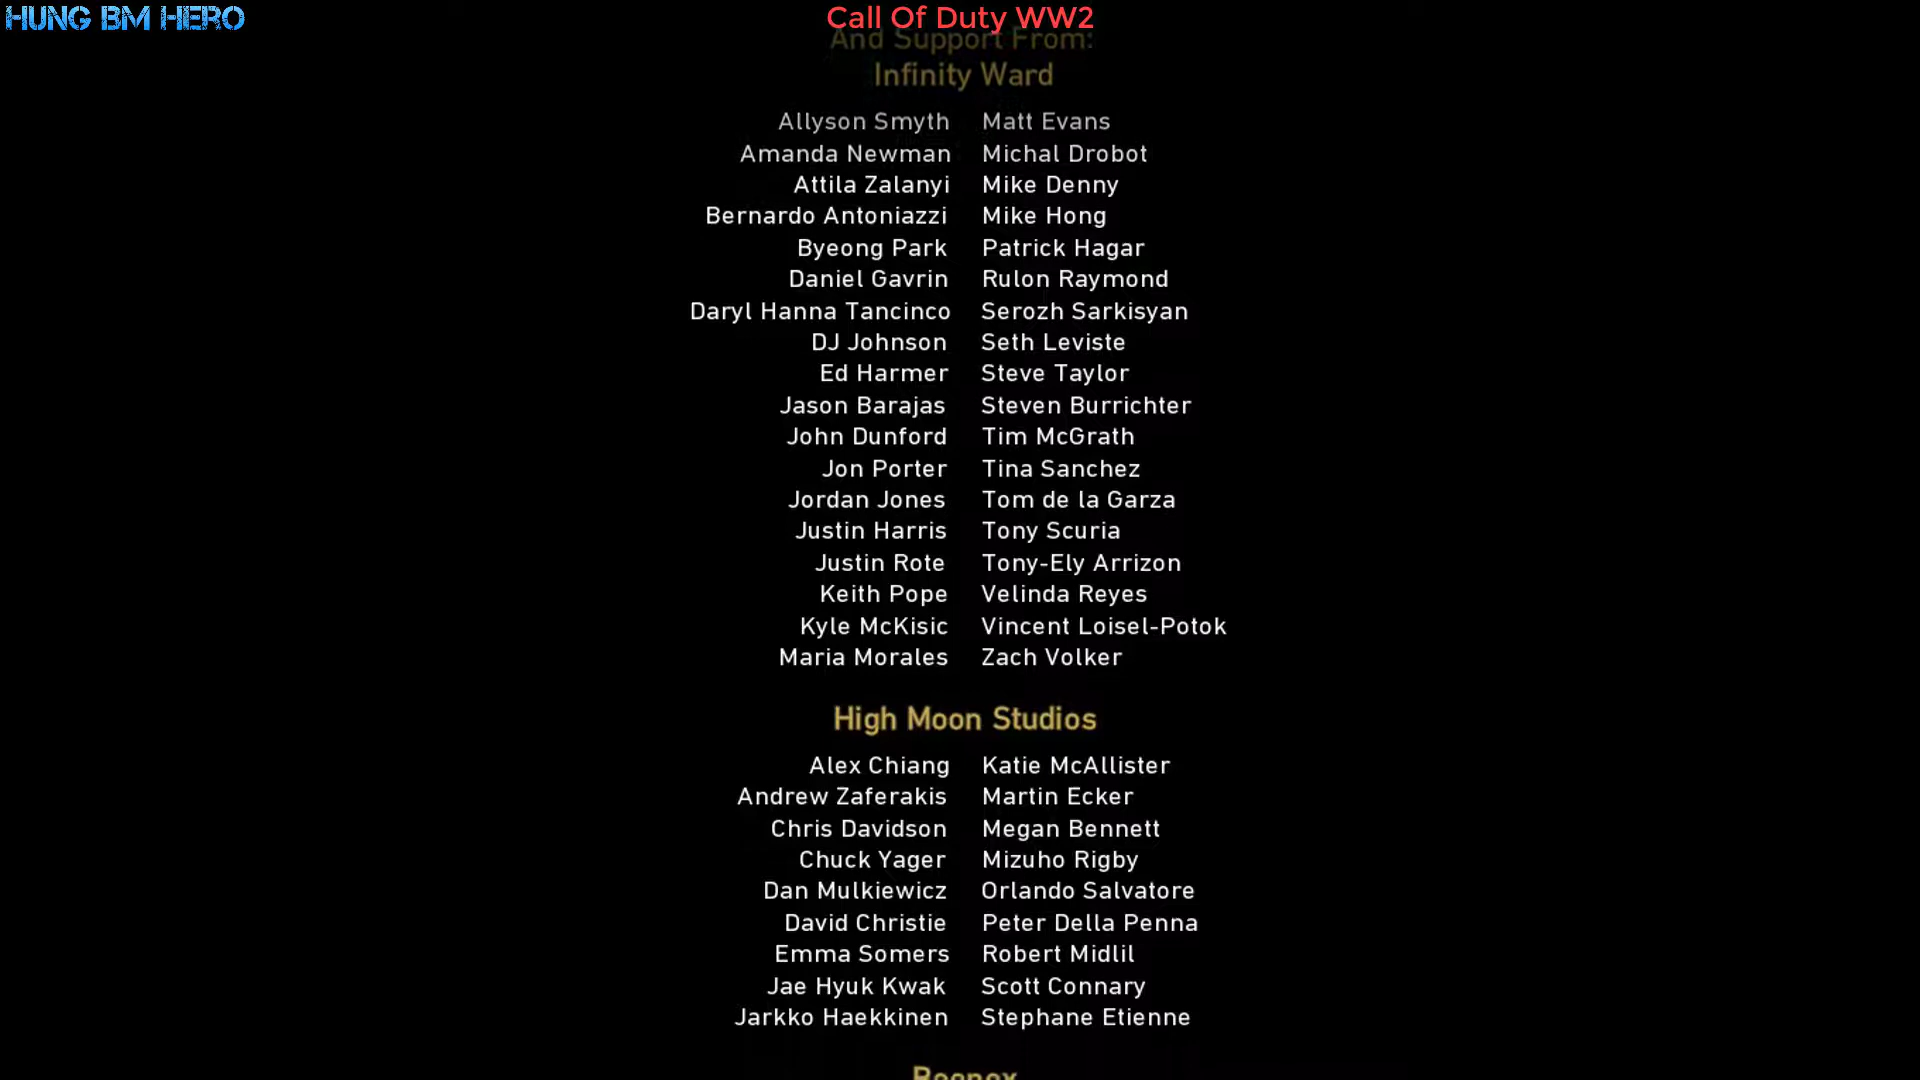 HUNG BM HERO
Call Of Duty WW2
And Support From:
Infinity Ward
Allyson Smyth Matt Evans
Amanda Newman Michal Drobot
Attila Zalanyi Mike Denny
Bernardo Antoniazzi Mike Hong
Byeong Park Patrick Hagar
Daniel Gavrin Rulon Raymond
Daryl Hanna Tancinco Serozh Sarkisyan
DJ Johnson Seth Leviste
Ed Harmer Steve Taylor
Jason Barajas Steven Burrichter
John Dunford Tim McGrath
Jon Porter Tina Sanchez
Jordan Jones Tom de la Garza
Justin Harris Tony Scuria
Justin Rote Tony-Ely Arrizon
Keith Pope Velinda Reyes
Kyle McKisic Vincent Loisel-Potok
Maria Morales Zach Volker
High Moon Studios
Alex Chiang Katie McAllister
Andrew Zaferakis Martin Ecker
Chris Davidson Megan Bennett
Chuck Yager Mizuho Rigby
Dan Mulkiewicz Orlando Salvatore
David Christie Peter Della Penna
Emma Somers Robert Midlil
Jae Hyuk Kwak Scott Connary
Jarkko Haekkinen Stephane Etienne